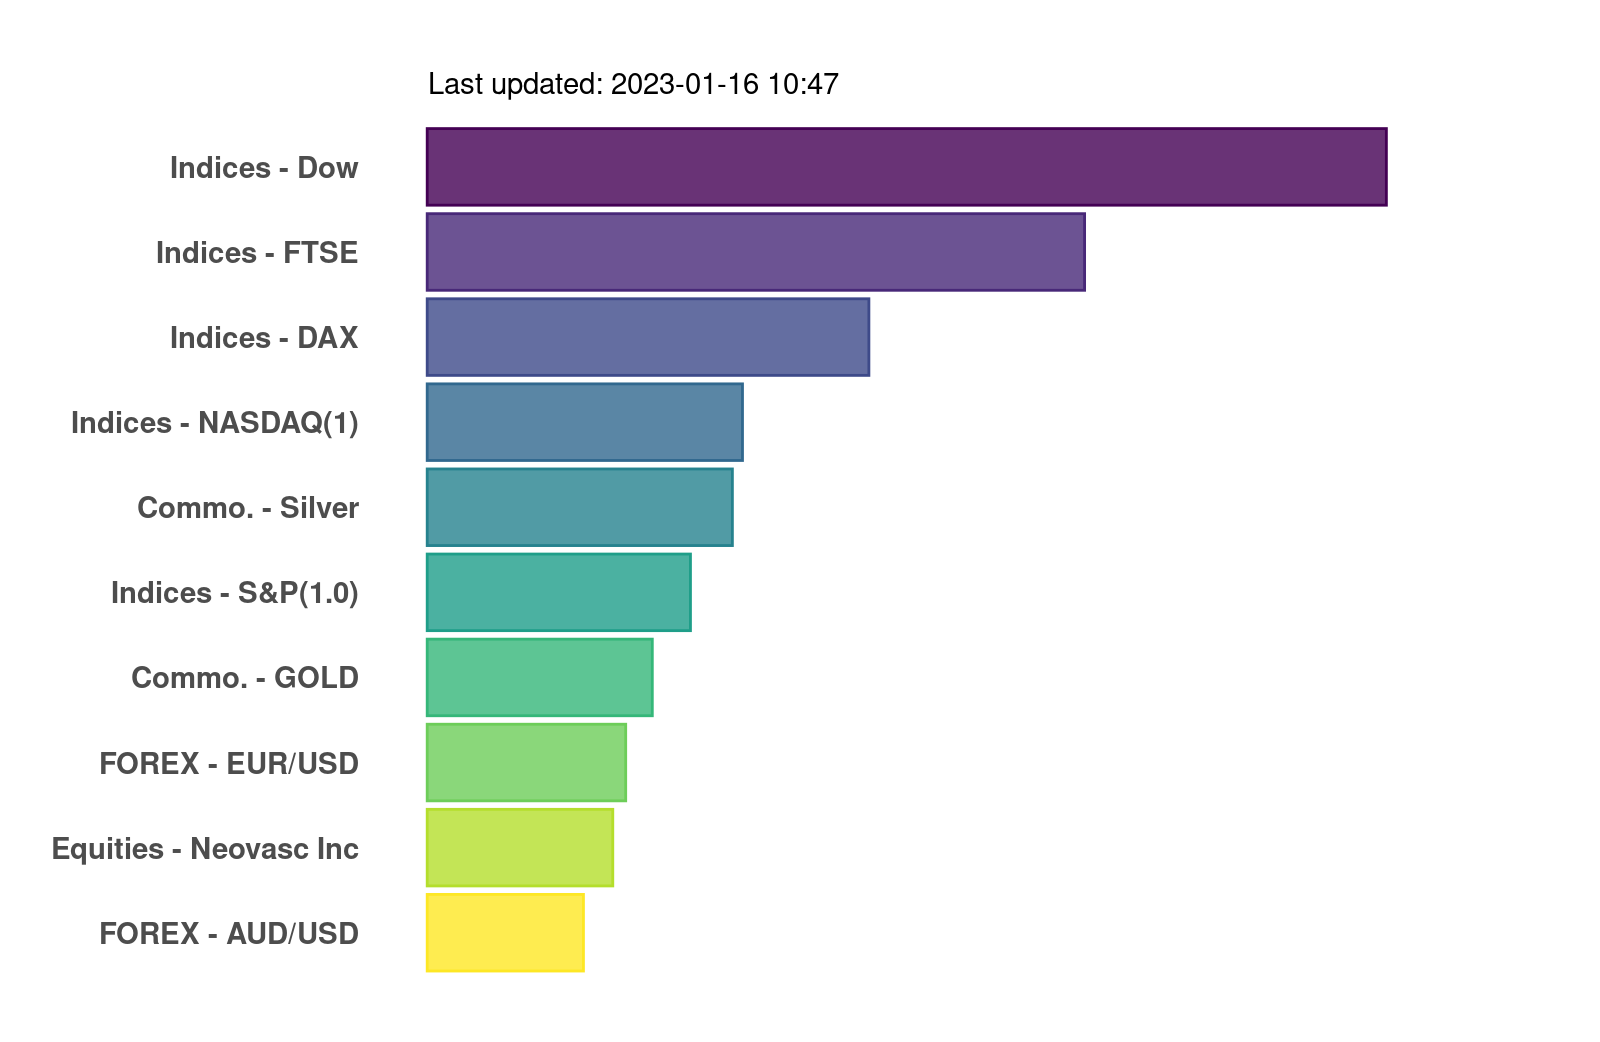 Last updated: 2023-01-16 10:47
Indices - Dow
Indices - FTSE
Indices - DAX
Indices - NASDAQ(1)
Commo. - Silver
Indices - S&P(1.0)
Commo. - GOLD
FOREX - EUR/USD
Equities - Neovasc Inc
FOREX - AUD/USD